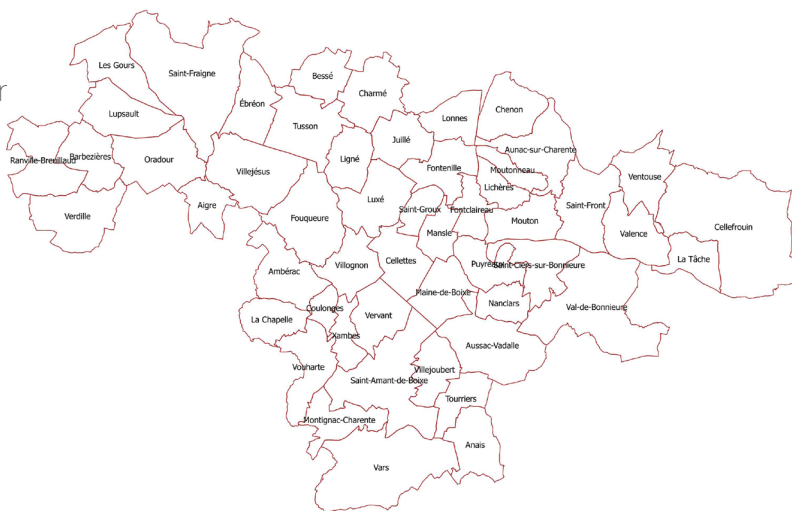 r
Les Gours
Saint-Fraigne
Bessé
Charmé
Ébréon
Lupsault
Tusson
Lonnes
Chenon
Juillé
Aunac-sur-Charente
Ranville-Breuillaud
Barbezières
Oradour
Ligné
Villejésus
Fontenille
Moutonneau
Ventouse
Lichères
Luxé
Aigre
Verdille
Fouqueure
Saint-Groux
Fontclaireau
Mouton
Saint-Front
Mansle
Valence
Cellefrouin
La Tâche
Cellettes
Villognon
Ambérac
Puyréaux
Saint-Ciers-sur-Bonnieure
Maine-de-Boixe
Nanclars
Val-de-Bonnieure
Coulonges
La Chapelle
Vervant
Xambes
Aussac-Vadalle
Vouharte
Villejoubert
Saint-Amant-de-Boixe
Tourriers
Montignac-Charente
Anais
Vars